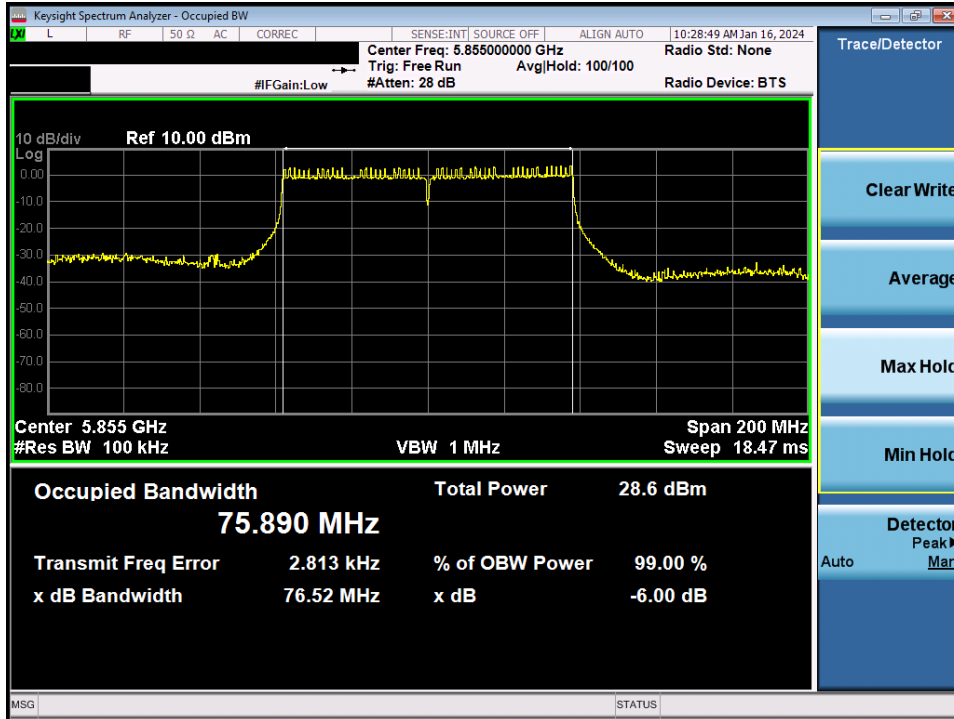 Keysight Spectrum Analyzer - Occupied BW
LXI L RF 50 Ω AC CORREC SENSE:INT SOURCE OFF ALIGN AUTO 10:28:49 AM Jan 16, 2024
Center Freq: 5.855000000 GHz Radio Std: None
Trig: Free Run Avg|Hold: 100/100
#IFGain:Low #Atten: 28 dB Radio Device: BTS
Trace/Detector
10 dB/div Ref 10.00 dBm
Log
0.00
-10.0
-20.0
-30.0
-40.0
-50.0
-60.0
-70.0
-80.0
Center 5.855 GHz Span 200 MHz
#Res BW 100 kHz VBW 1 MHz Sweep 18.47 ms
Occupied Bandwidth Total Power 28.6 dBm
75.890 MHz
Transmit Freq Error 2.813 kHz % of OBW Power 99.00 %
x dB Bandwidth 76.52 MHz x dB -6.00 dB
Clear Write
Average
Max Hold
Min Hold
Detector
Peak
Auto Man
MSG STATUS